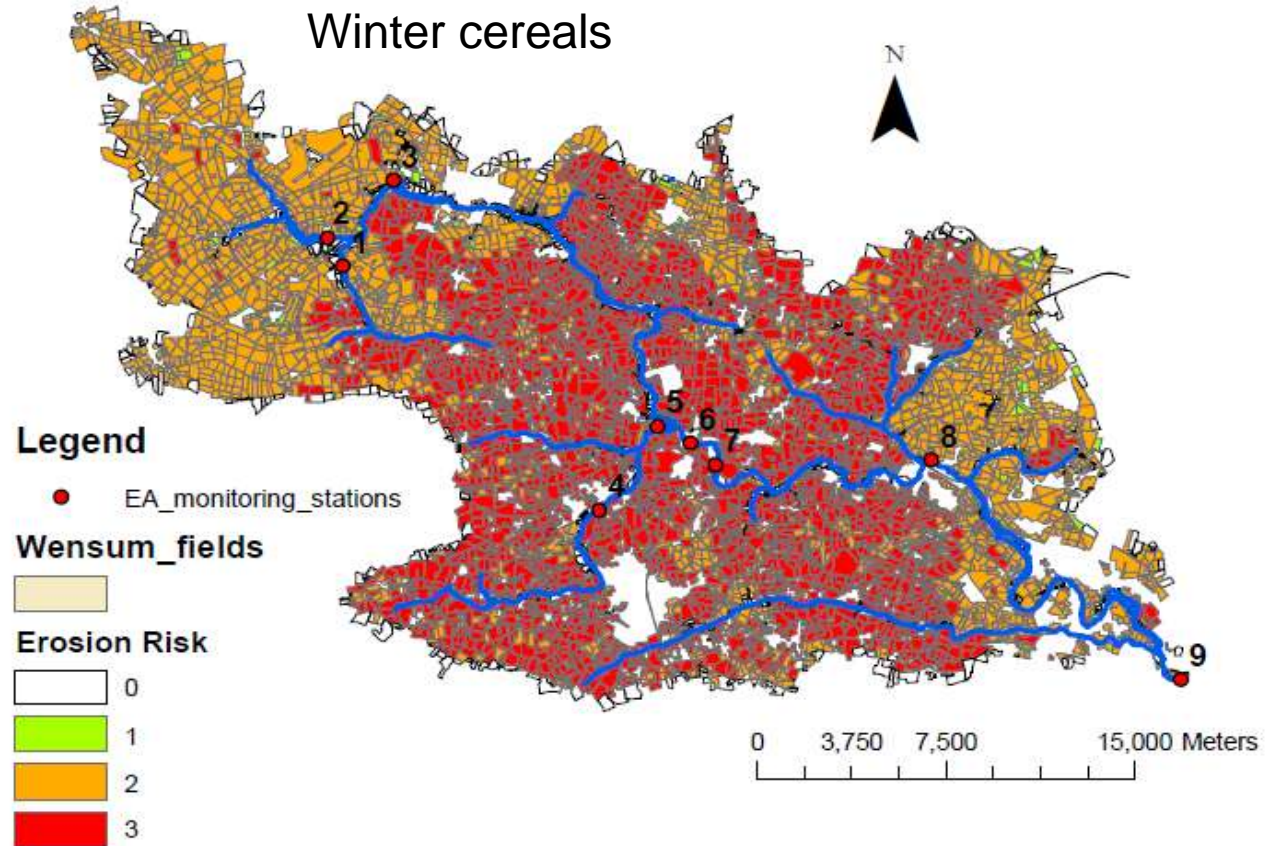 Winter cereals
N
3
2
1
5
6
7
7
8
4
9
Legend
EA_monitoring_stations
Wensum_fields
Erosion Risk
0
1
2
3
0 3,750 7,500 15,000 Meters